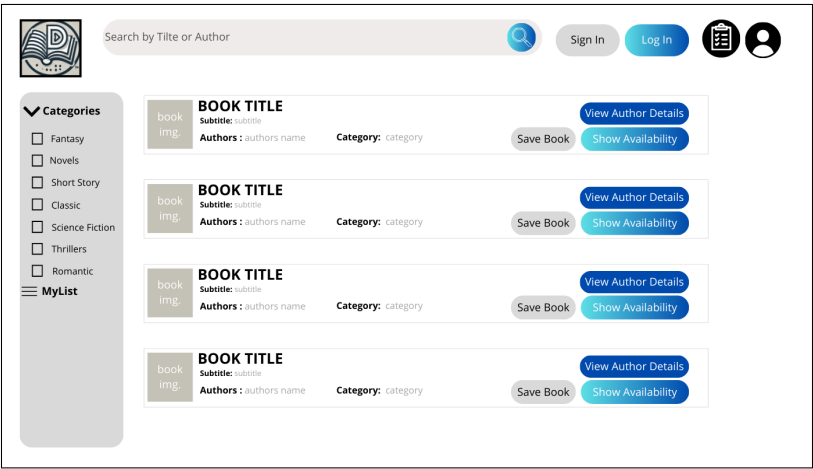 D
Search by Tilte or Author
Sign In
Log In
Categories
Fantasy
Novels
Short Story
Classic
Science Fiction
Thrillers
Romantic
MyList
book
img.
BOOK TITLE
Subtitle: subtitle
Authors : authors name
Category: category
View Author Details
Save Book
Show Availability
book
img.
BOOK TITLE
Subtitle: subtitle
Authors : authors name
Category: category
View Author Details
Save Book
Show Availability
book
img.
BOOK TITLE
Subtitle: subtitle
Authors : authors name
Category: category
View Author Details
Save Book
Show Availability
book
img.
BOOK TITLE
Subtitle: subtitle
Authors : authors name
Category: category
View Author Details
Save Book
Show Availability